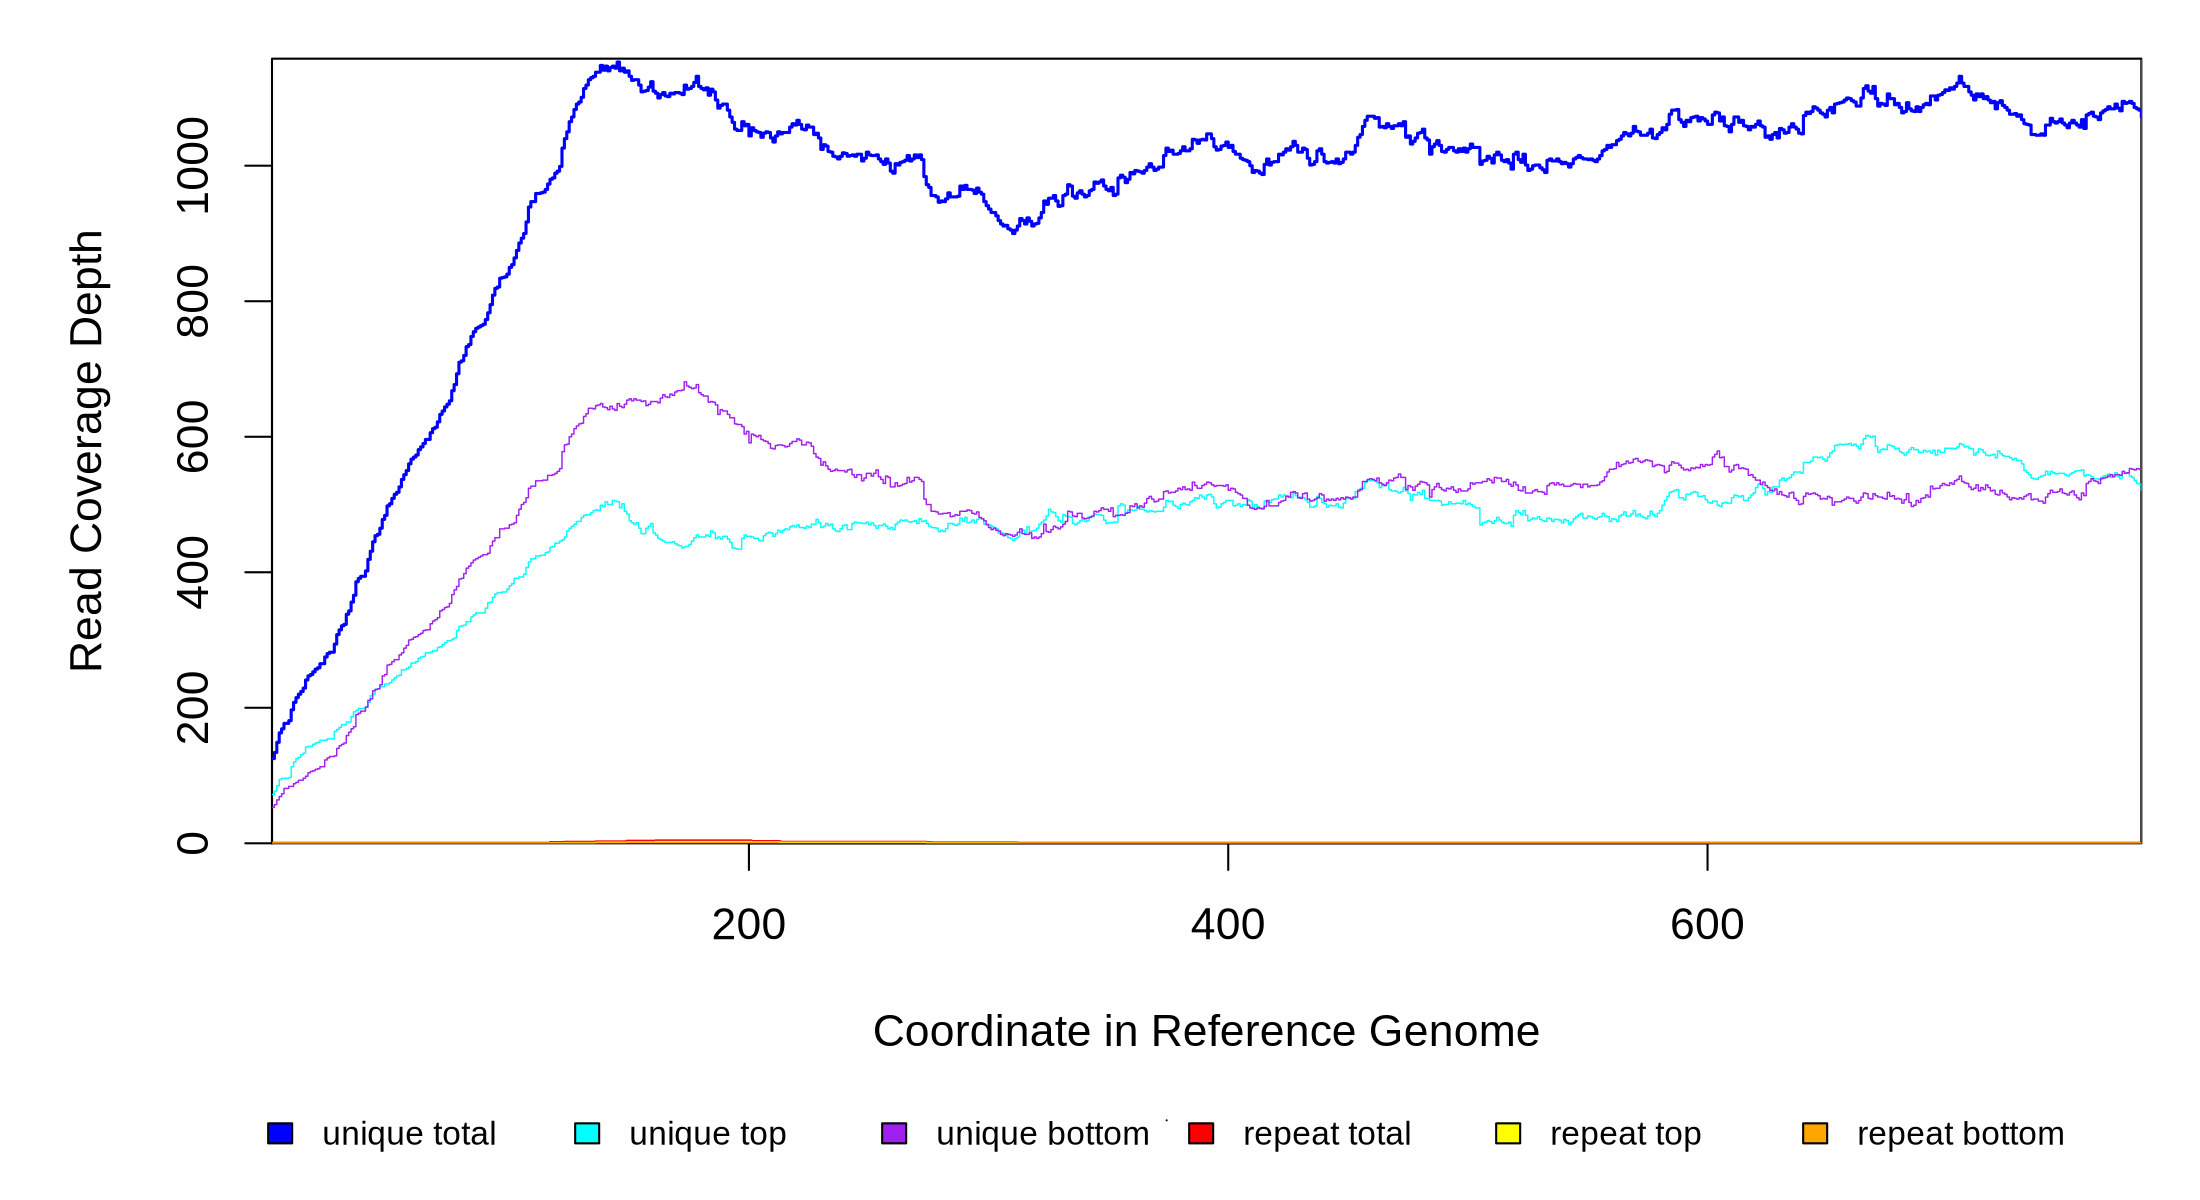 Read Coverage Depth
1000
800
600
400
200
0
200 400 600
Coordinate in Reference Genome
unique total unique top unique bottom repeat total repeat top repeat bottom